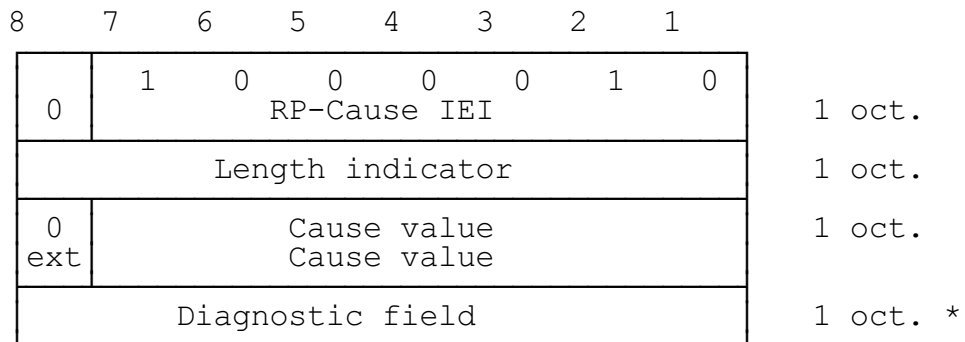 8 7 6 5 4 3 2 1
1 0 0 0 0 1 0
0 RP-Cause IEI 1 oct.
Length indicator 1 oct.
0 Cause value 1 oct.
ext Cause value
Diagnostic field 1 oct. *